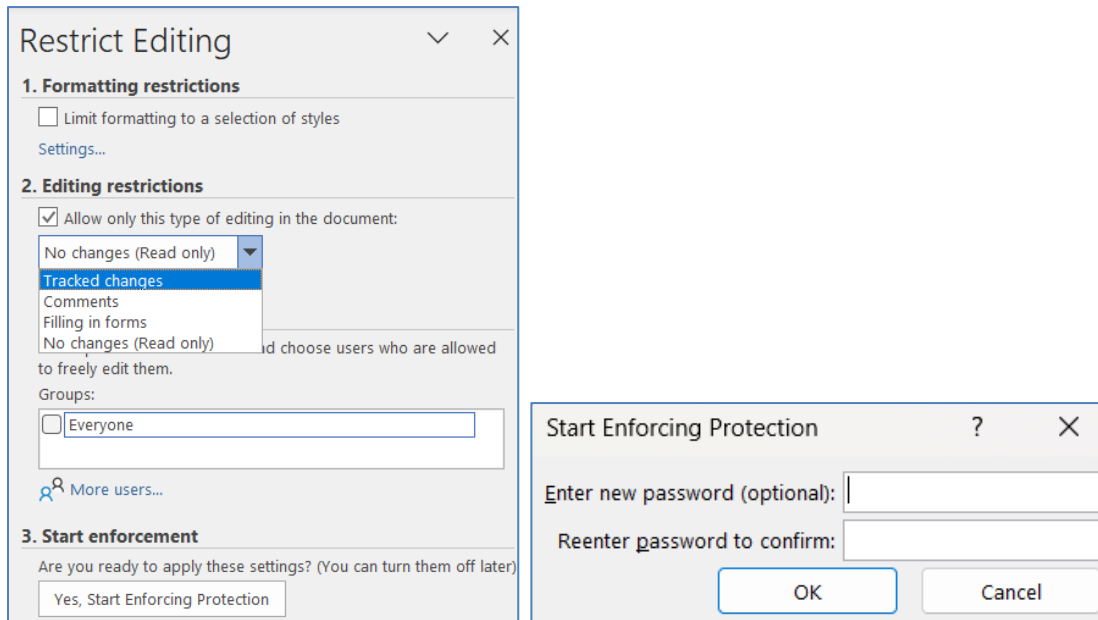 Restrict Editing
1. Formatting restrictions
Limit formatting to a selection of styles
Settings...
2. Editing restrictions
Allow only this type of editing in the document:
No changes (Read only)
Tracked changes
Comments
Filling in forms
No changes (Read only)
and choose users who are allowed
to freely edit them.
Groups:
Everyone
More users...
3. Start enforcement
Are you ready to apply these settings? (You can turn them off later)
Yes, Start Enforcing Protection
Start Enforcing Protection ?
Enter new password (optional):
Reenter password to confirm:
OK Cancel